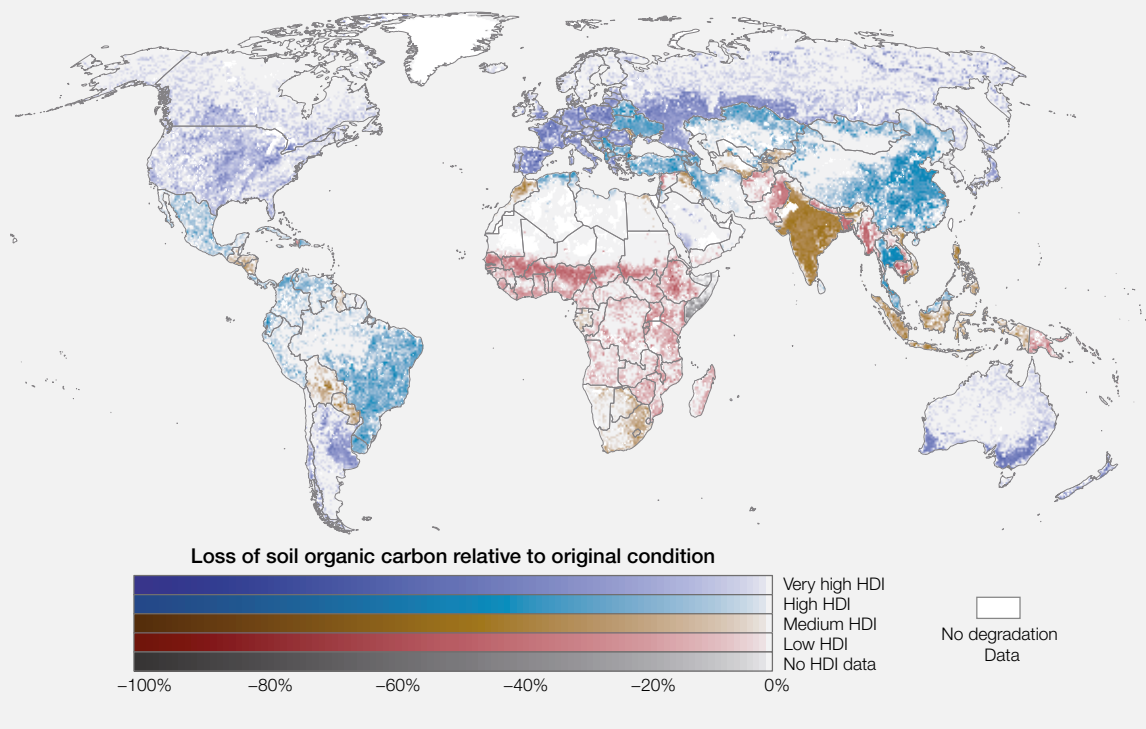 Loss of soil organic carbon relative to original condition
Very high HDI
High HDI
Medium HDI
Low HDI
No HDI data
−100%
−80%
−60%
−40%
−20%
0%
No degradation
Data